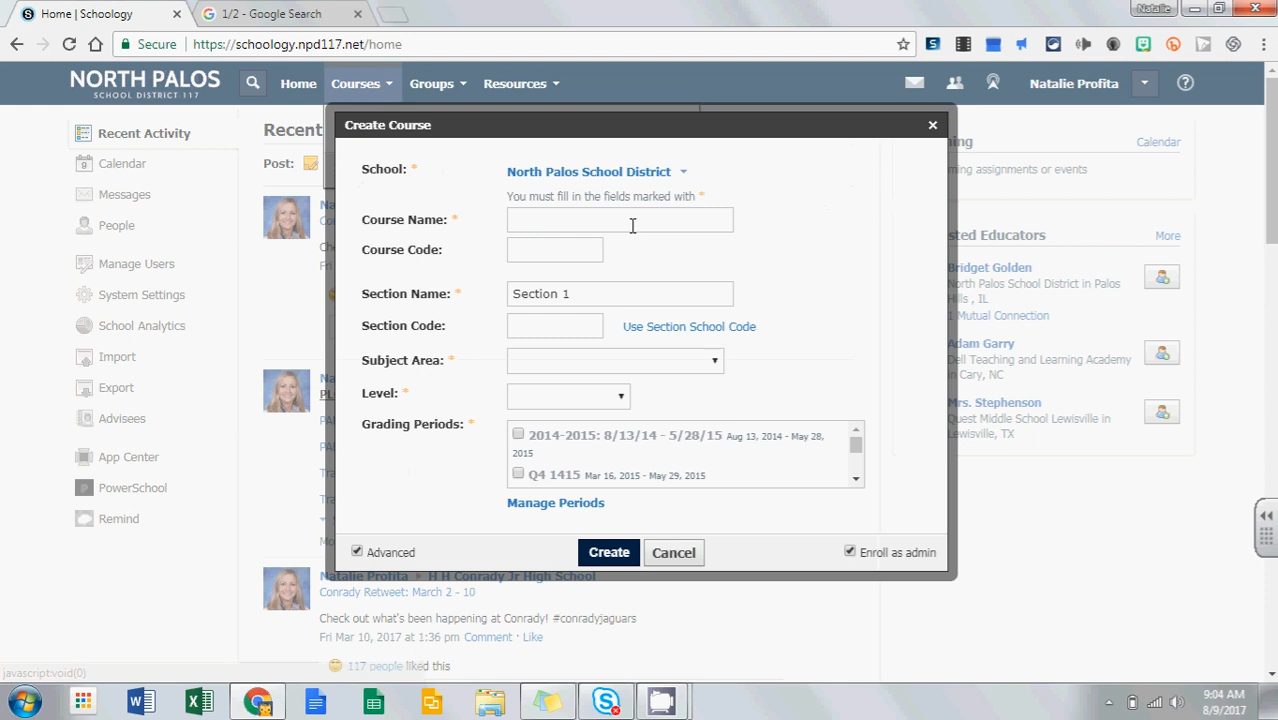 Home | Schoology
1/2 - Google Search
Natalie
Secure
https://schoology.npd117.net/home
NORTH PALOS
SCHOOL DISTRICT 117
Home
Courses
Groups
Resources
Natalie Profita
Recent Activity
Calendar
Messages
People
Manage Users
System Settings
School Analytics
Import
Export
Advisees
App Center
PowerSchool
Remind
Recent
Post:
Create Course
School: *
North Palos School District
You must fill in the fields marked with *
Course Name: *
Course Code:
Section Name: *
Section 1
Section Code:
Use Section School Code
Subject Area: *
Level: *
Grading Periods: *
2014-2015: 8/13/14 - 5/28/15 Aug 13, 2014 - May 28,
2015
Q4 1415 Mar 16, 2015 - May 29, 2015
Manage Periods
Advanced
Create
Cancel
Enroll as admin
Calendar
ming assignments or events
sted Educators
More
Bridget Golden
North Palos School District in Palos
Hills , IL
1 Mutual Connection
Adam Garry
Dell Teaching and Learning Academy
in Cary, NC
Mrs. Stephenson
Quest Middle School Lewisville in
Lewisville, TX
Natalie Profita
H H Conrady Jr High School
Conrady Retweet: March 2 - 10
Check out what's been happening at Conrady! #conradyjaguars
Fri Mar 10, 2017 at 1:36 pm Comment · Like
117 people liked this
javascript:void(0)
9:04 AM
8/9/2017